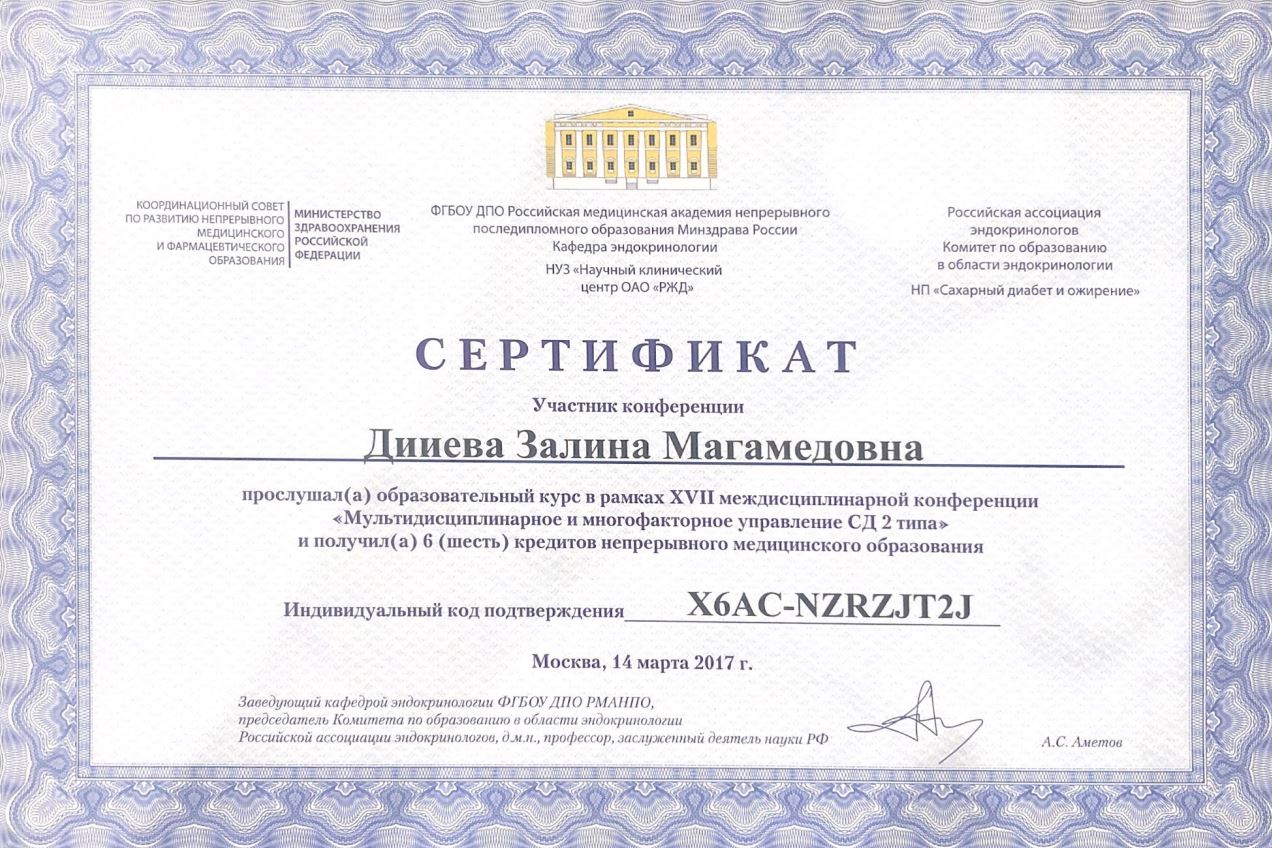 КООРДИНАЦИОННЫЙ СОВЕТ
ПО РАЗВИТИЮ НЕПРЕРЫВНОГО
МЕДИЦИНСКОГО
И ФАРМАЦЕВТИЧЕСКОГО
ОБРАЗОВАНИЯ
МИНИСТЕРСТВО
ЗДРАВООХРАНЕНИЯ
РОССИЙСКОЙ
ФЕДЕРАЦИИ
ФГБОУ ДПО Российская медицинская академия непрерывного
последипломного образования Минздрава России
Кафедра эндокринологии
НУЗ «Научный клинический
центр ОАО «РЖД»
Российская ассоциация
эндокринологов
Комитет по образованию
в области эндокринологии
НП «Сахарный диабет и ожирение»
СЕРТИФИКАТ
Участник конференции
Дииева Залина Магамедовна
прослушал(а) образовательный курс в рамках XVII междисциплинарной конференции
«Мультидисциплинарное и многофакторное управление СД 2 типа»
и получил(а) 6 (шесть) кредитов непрерывного медицинского образования
Индивидуальный код подтверждения X6AC-NZRZJT2J
Москва, 14 марта 2017 г.
Заведующий кафедрой эндокринологии ФГБОУ ДПО РМАНПО,
председатель Комитета по образованию в области эндокринологии
Российской ассоциации эндокринологов, д.м.н., профессор, заслуженный деятель науки РФ
А.С. Аметов